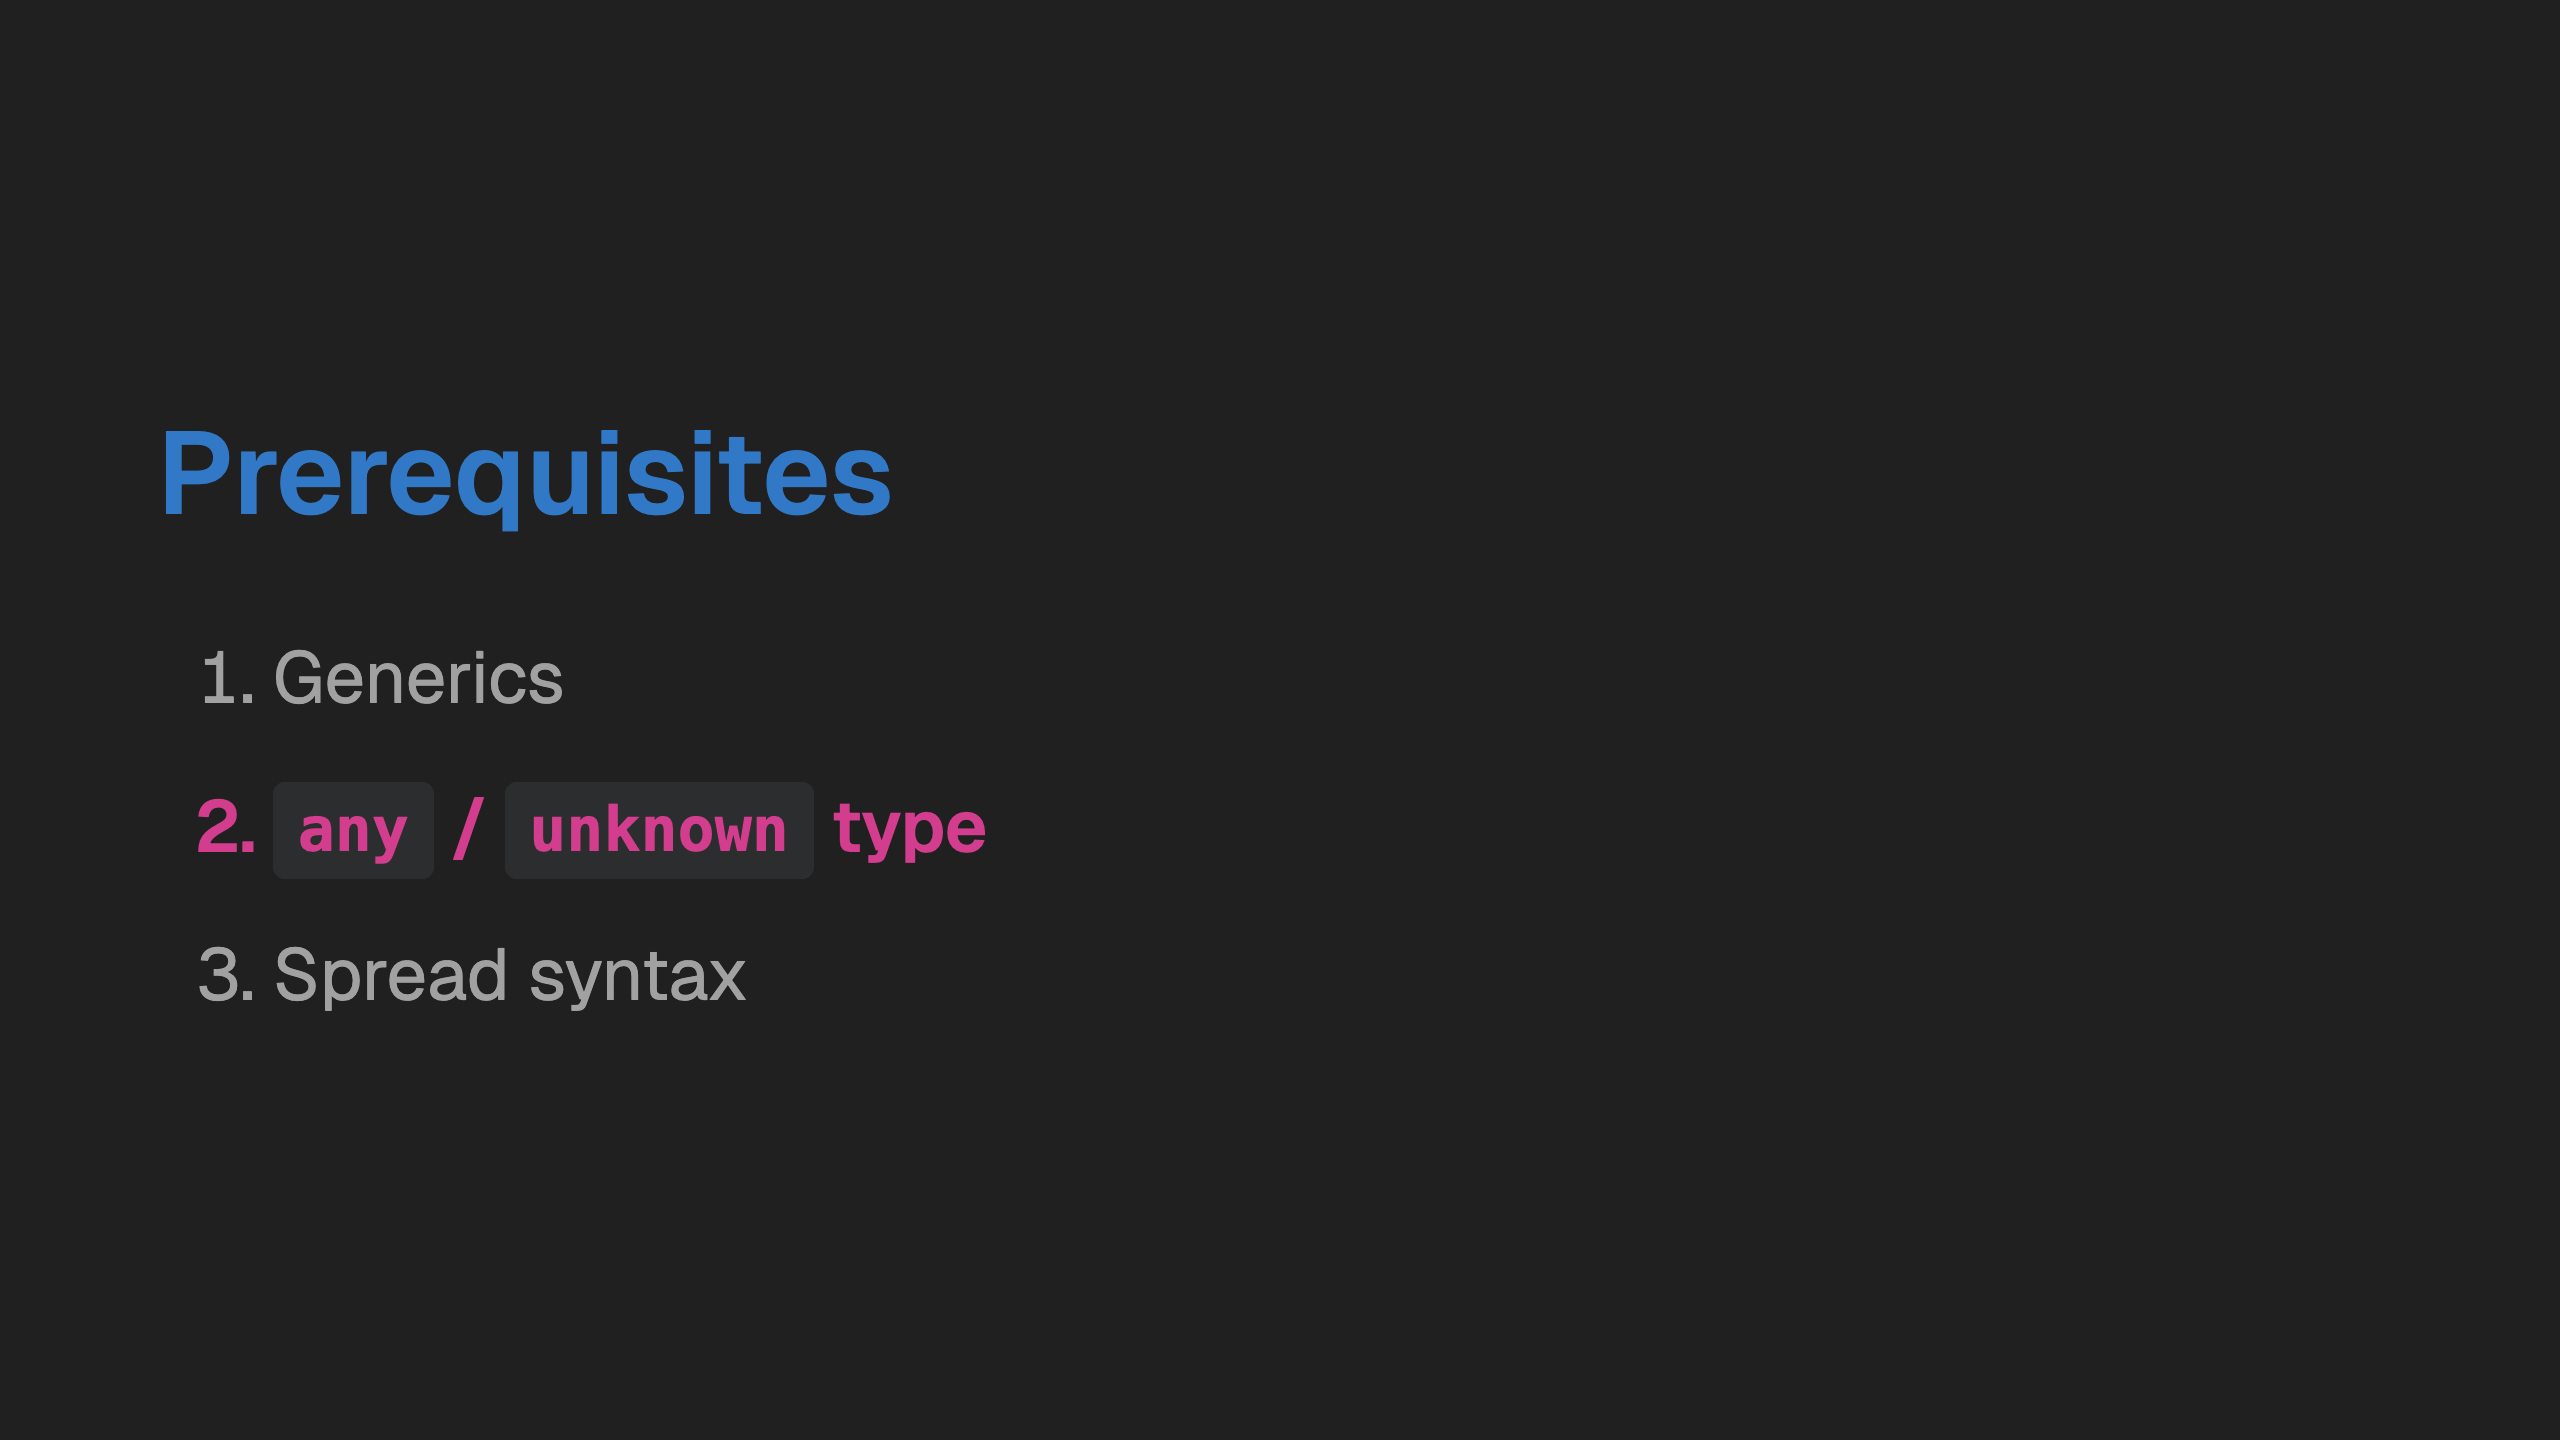 Prerequisites
1. Generics
2. any / unknown type
3. Spread syntax